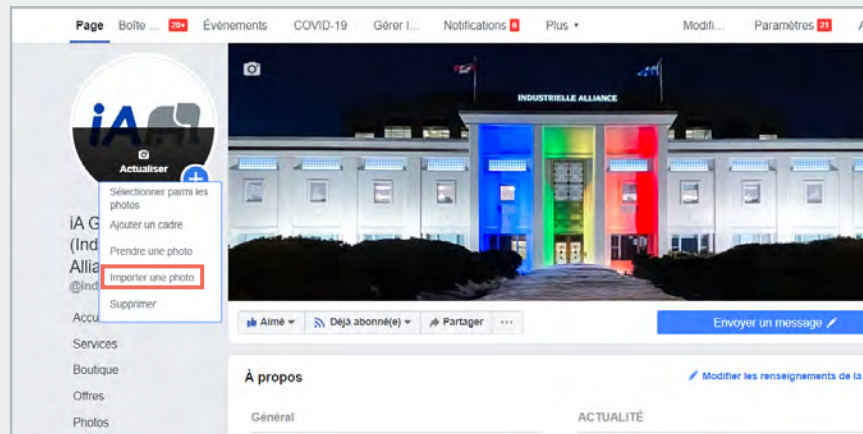 Page Boîte ... 20+ Évènements COVID-19 Gérer l... Notifications 6 Plus Modifi... Paramètres 21
iA
INDUSTRIELLE ALLIANCE
Actualiser
Sélectionner parmi les
photos
iA G
Ajouter un cadre
(Ind
Prendre une photo
Allia
Importer une photo
@ind
Supprimer
Accu
Aimé Déjà abonné(e) Partager ... Envoyer un message
Services
Boutique
À propos Modifier les renseignements de la
Offres
Général ACTUALITÉ
Photos